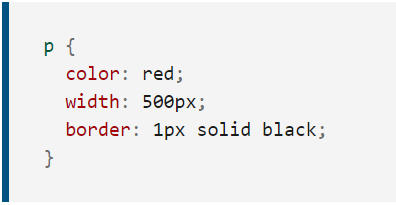 p {
  color: red;
  width: 500px;
  border: 1px solid black;
}